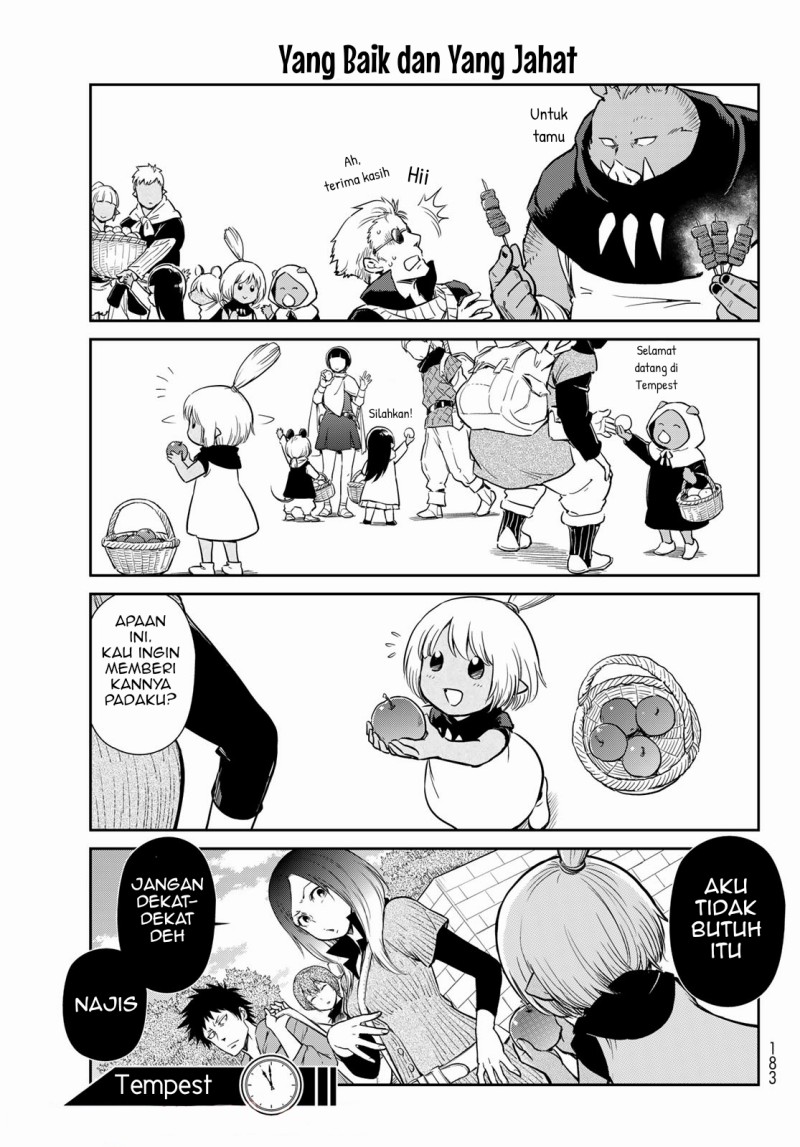 Yang Baik dan Yang Jahat
Untuk
tamu
Hii
Ah,
terima kasih
Selamat
datang di
Tempest
Silahkan!
APAAN
INI.
KAU INGIN
MEMBERI
KANNYA
PADAKU?
AKU
TIDAK
BUTUH
ITU
JANGAN
DEKAT-
DEKAT
DEH
NAJIS
Tempest
183